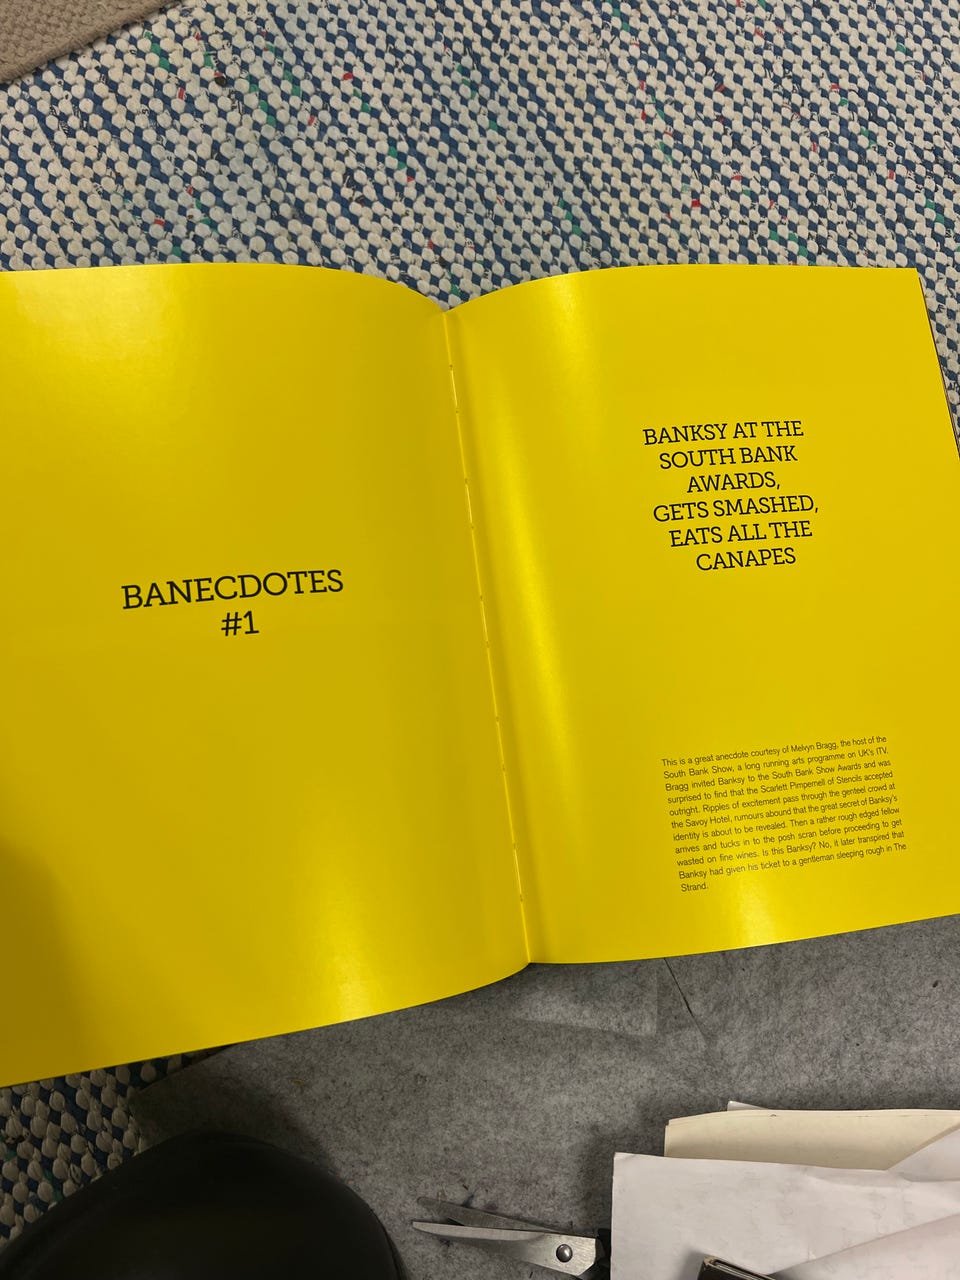 BANECDOTES
#1
BANKSY AT THE
SOUTH BANK
AWARDS,
GETS SMASHED,
EATS ALL THE
CANAPES
This is a great anecdote courtesy of Melvyn Bragg, the host of the
South Bank Show, a long running arts programme on UK's ITV.
Bragg invited Banksy to the South Bank Show Awards and was
surprised to find that the Scarlett Pimpernell of Stencils accepted
outright. Ripples of excitement pass through the genteel crowd at
the Savoy Hotel, rumours abound that the great secret of Banksy's
identity is about to be revealed. Then a rather rough edged fellow
arrives and tucks in to the posh scran before proceeding to get
wasted on fine wines. Is this Banksy? No, it later transpired that
Banksy had given his ticket to a gentleman sleeping rough in The
Strand.